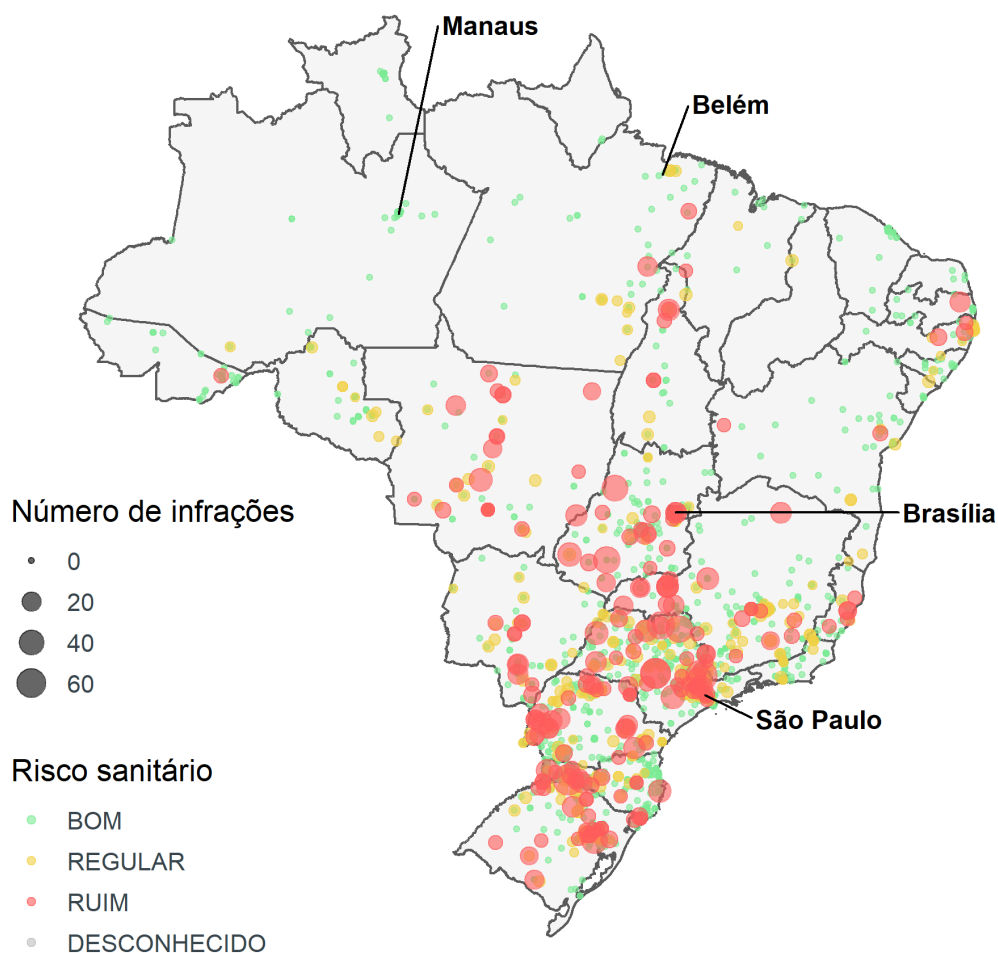 Manaus
Belém
Brasília
São Paulo
Número de infrações
0
20
40
60
Risco sanitário
BOM
REGULAR
RUIM
DESCONHECIDO